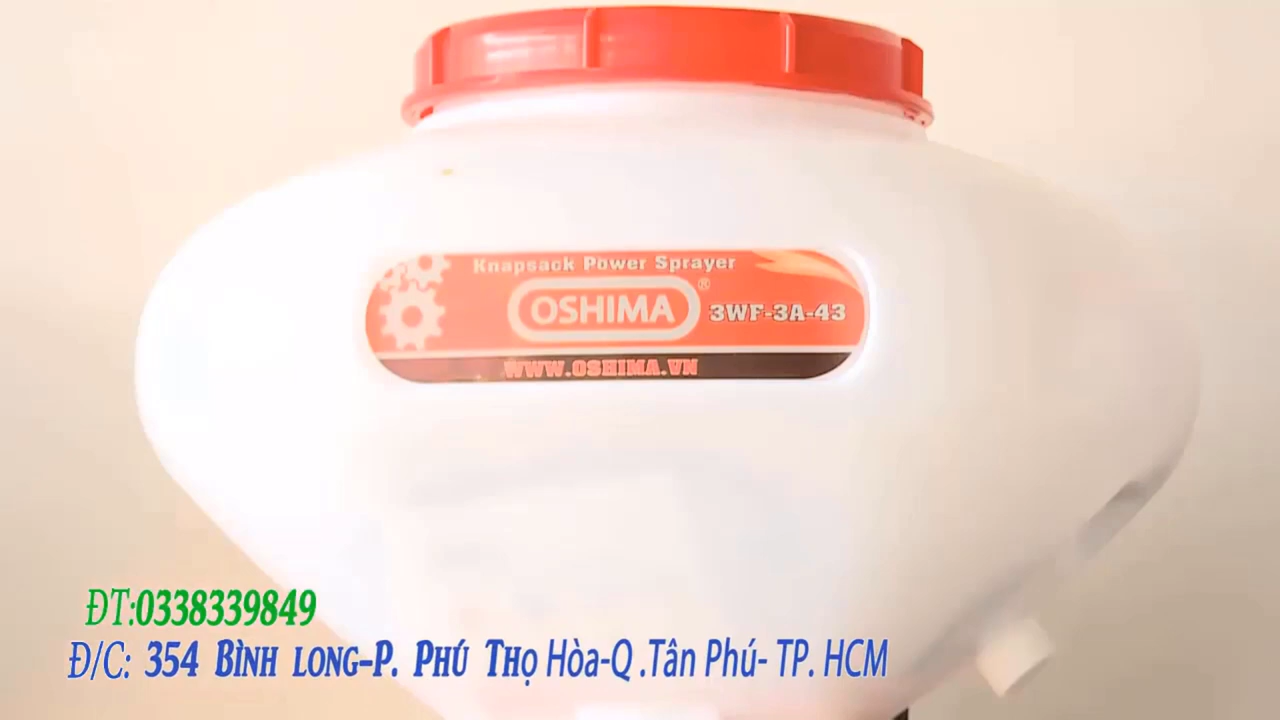 Knapsack Power Sprayer
OSHIMA® 3WF-3A-43
WWW.OSHIMA.VN
ĐT:0338339849
Đ/C: 354 BÌNH LONG-P. PHÚ THỌ HÒA-Q .Tân Phú- TP. HCM